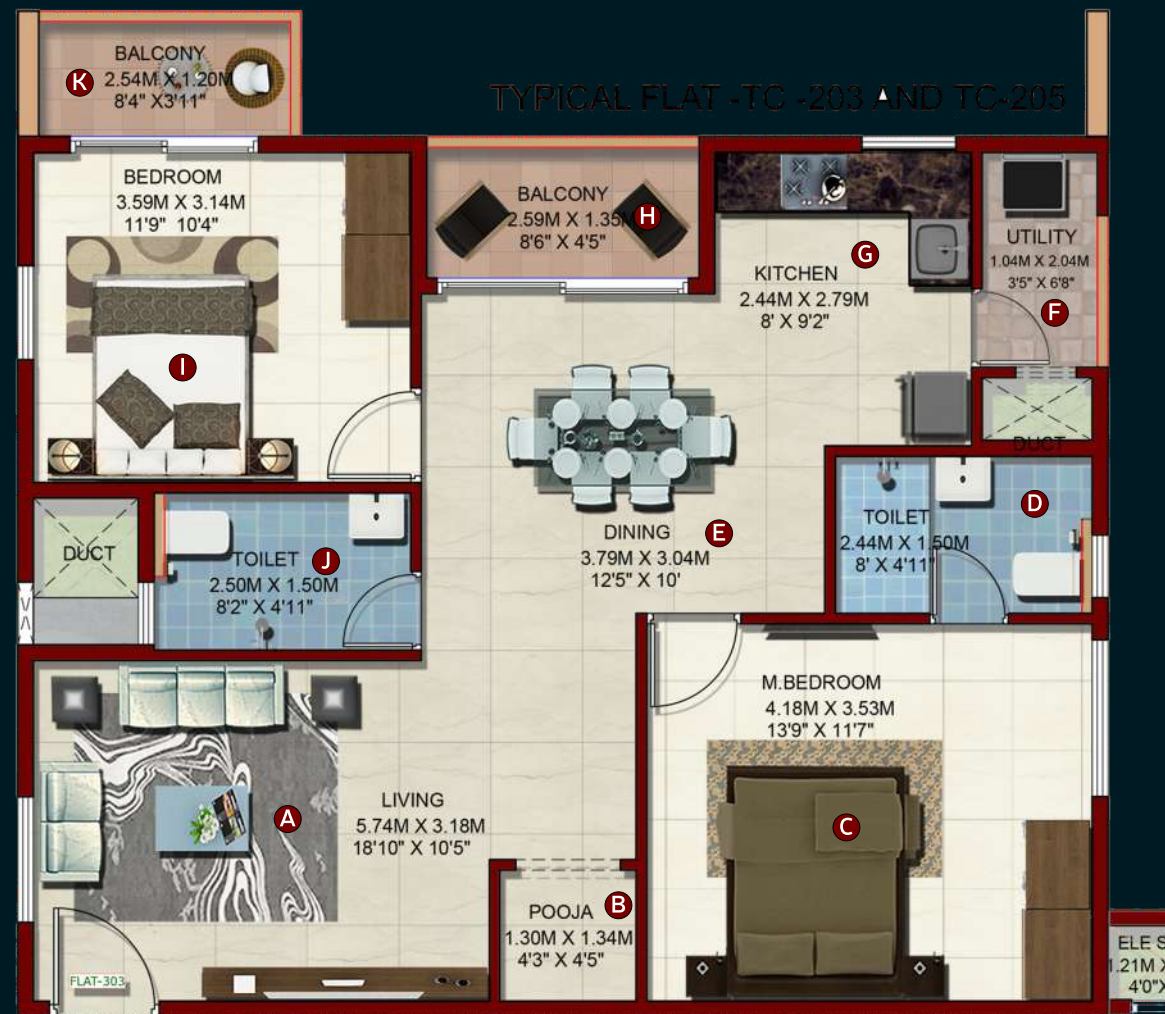 BALCONY
K
2.54M X 1.20M
8'4" X3'11"
TYPICAL FLAT -TC -203 AND TC-205
BEDROOM
3.59M X 3.14M
11'9" 10'4"
I
BALCONY
2.59M X 1.35M
H
8'6" X 4'5"
G
KITCHEN
2.44M X 2.79M
8' X 9'2"
UTILITY
1.04M X 2.04M
3'5" X 6'8"
F
DUCT
DINING
E
3.79M X 3.04M
12'5" X 10'
D
TOILET
2.44M X 1.50M
8' X 4'11"
DUCT
TOILET
J
2.50M X 1.50M
8'2" X 4'11"
M.BEDROOM
4.18M X 3.53M
13'9" X 11'7"
C
A
LIVING
5.74M X 3.18M
18'10" X 10'5"
POOJA
B
1.30M X 1.34M
4'3" X 4'5"
FLAT-303
ELE S
1.21M X
4'0"X